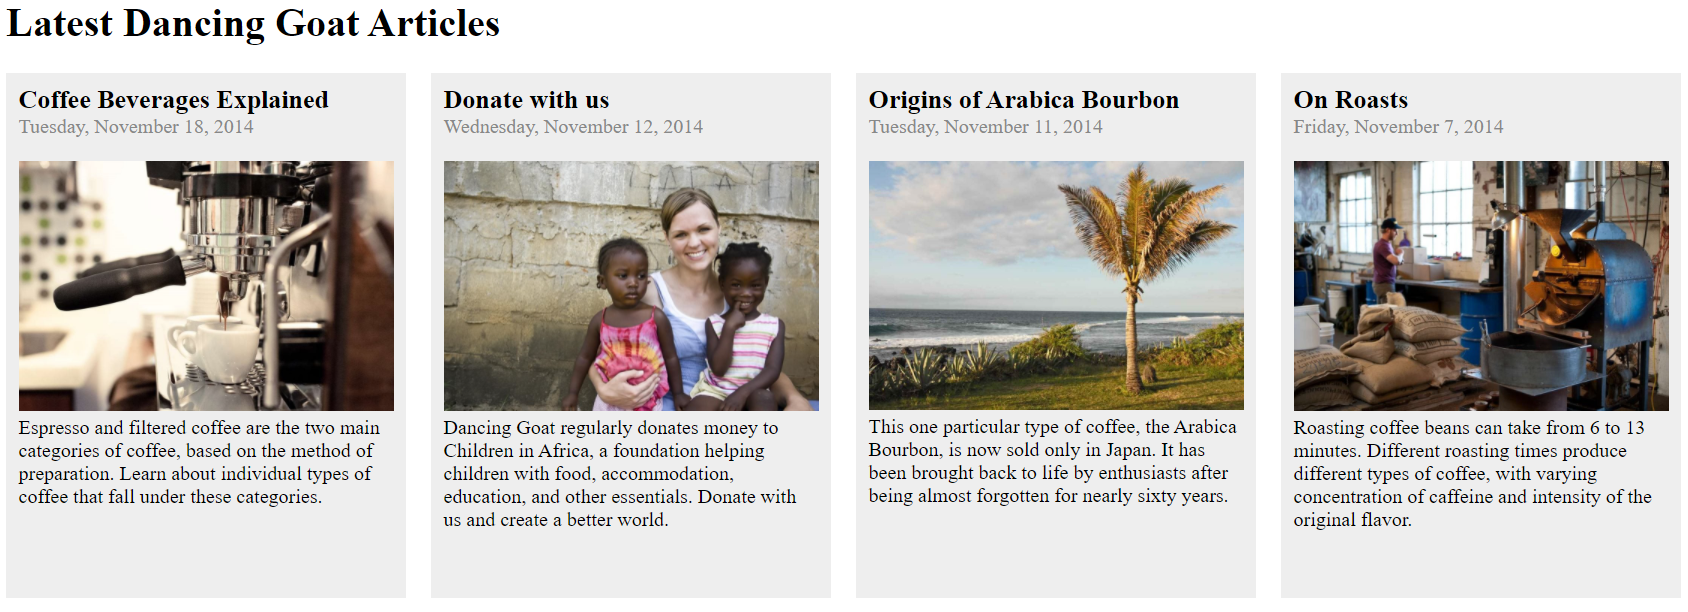 Latest Dancing Goat Articles
Coffee Beverages Explained
Tuesday, November 18, 2014
Espresso and filtered coffee are the two main
categories of coffee, based on the method of
preparation. Learn about individual types of
coffee that fall under these categories.
Donate with us
Wednesday, November 12, 2014
Dancing Goat regularly donates money to
Children in Africa, a foundation helping
children with food, accommodation,
education, and other essentials. Donate with
us and create a better world.
Origins of Arabica Bourbon
Tuesday, November 11, 2014
This one particular type of coffee, the Arabica
Bourbon, is now sold only in Japan. It has
been brought back to life by enthusiasts after
being almost forgotten for nearly sixty years.
On Roasts
Friday, November 7, 2014
Roasting coffee beans can take from 6 to 13
minutes. Different roasting times produce
different types of coffee, with varying
concentration of caffeine and intensity of the
original flavor.